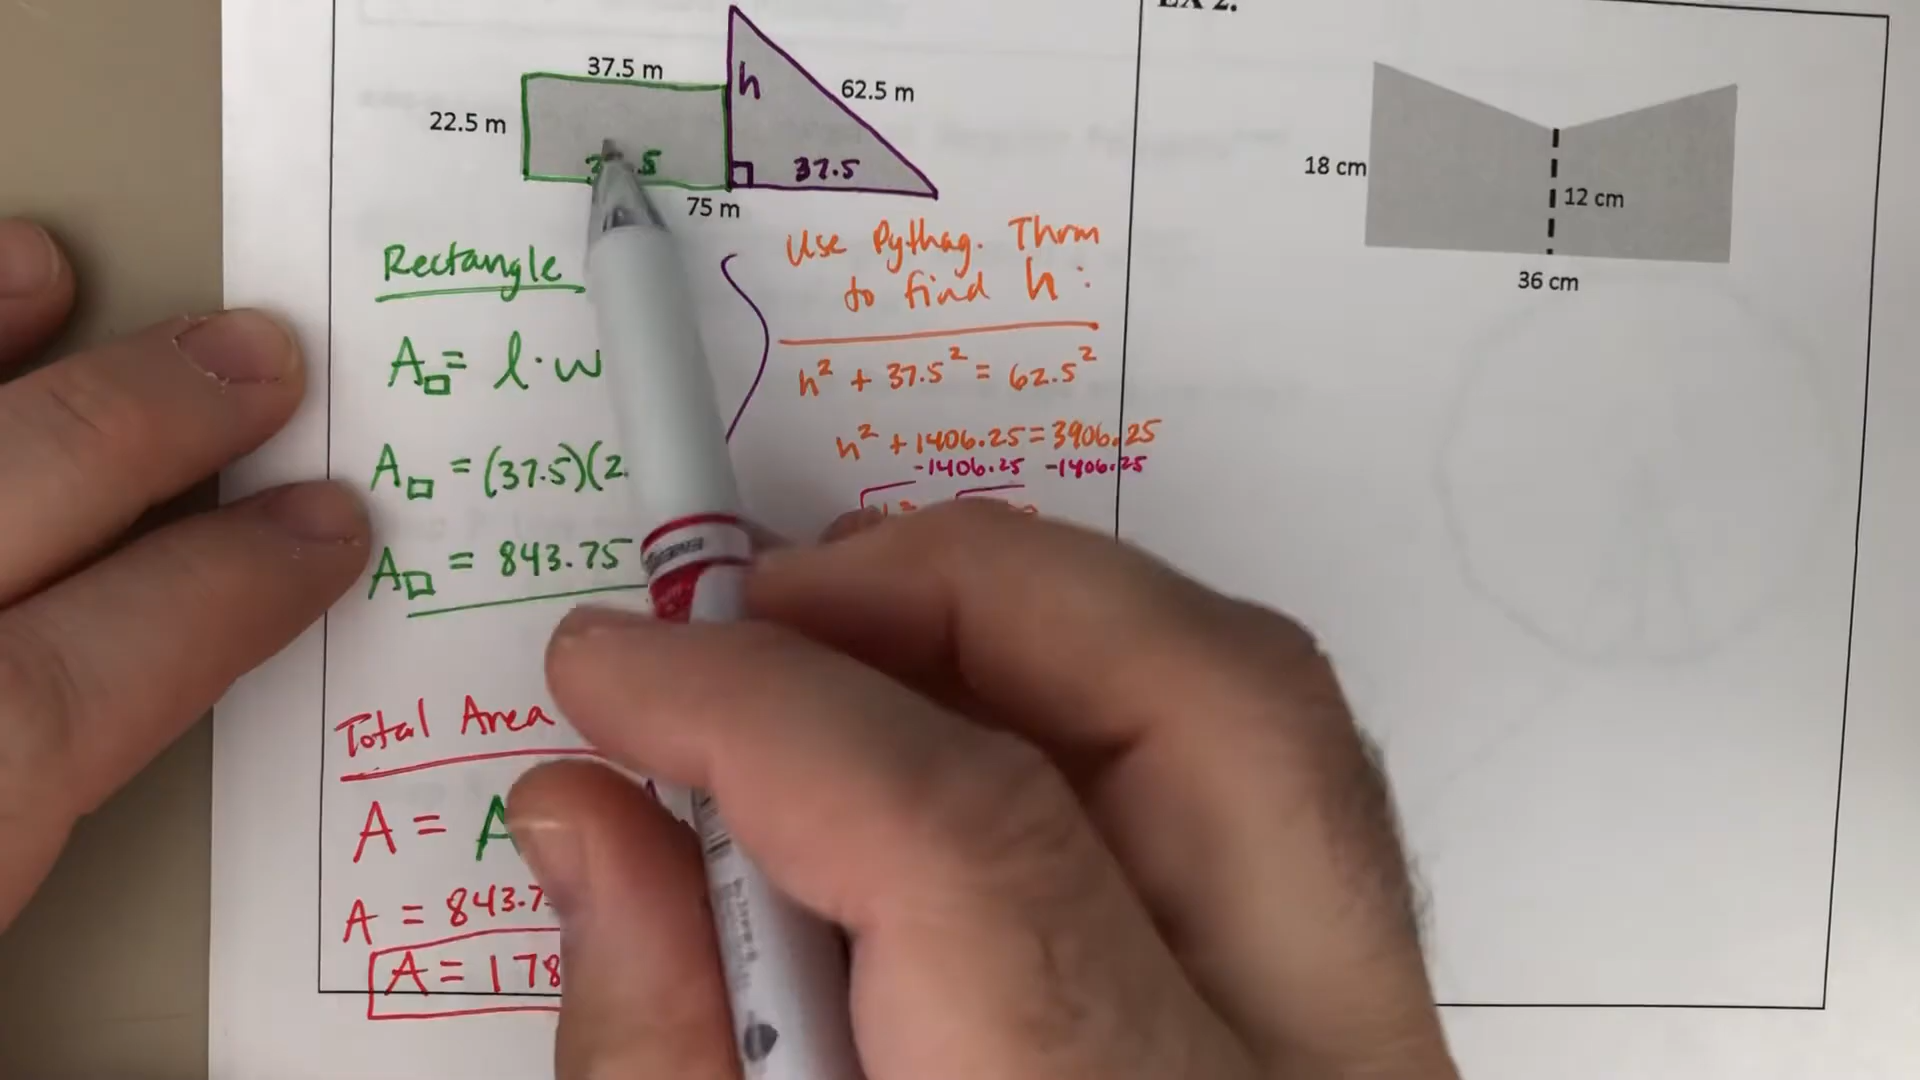 EX 2.
37.5 m
h
62.5 m
22.5 m
37.5
75 m
18 cm
12 cm
36 cm
Rectangle
A□ = l · w
A□ = (37.5)(2
A□ = 843.75
Use Pythag. Thrm
to find h :
h² + 37.5² = 62.5²
h² + 1406.25 = 3906.25
-1406.25 -1406.25
Total Area
A = A
A = 843.7
A = 178